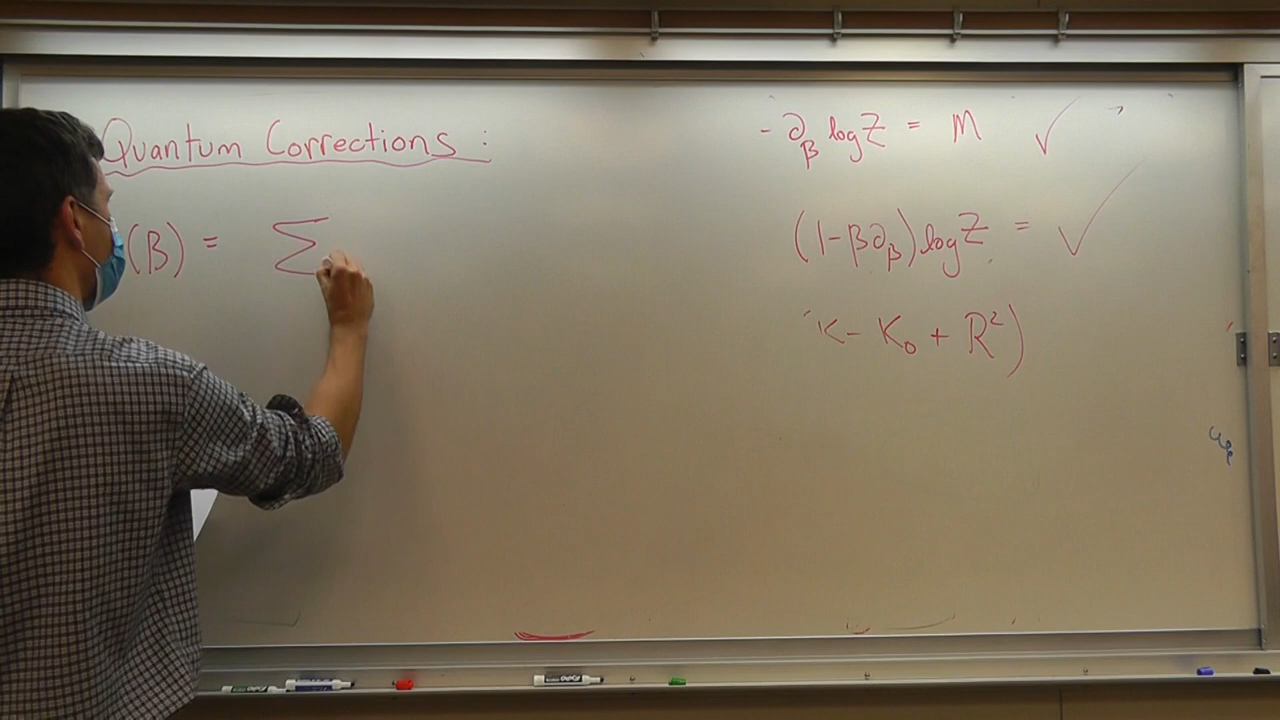 Quantum Corrections :
(β) = Σ
- ∂_β log Z = M ✓
(1-β∂_β) log Z = ✓
K - K₀ + R²)